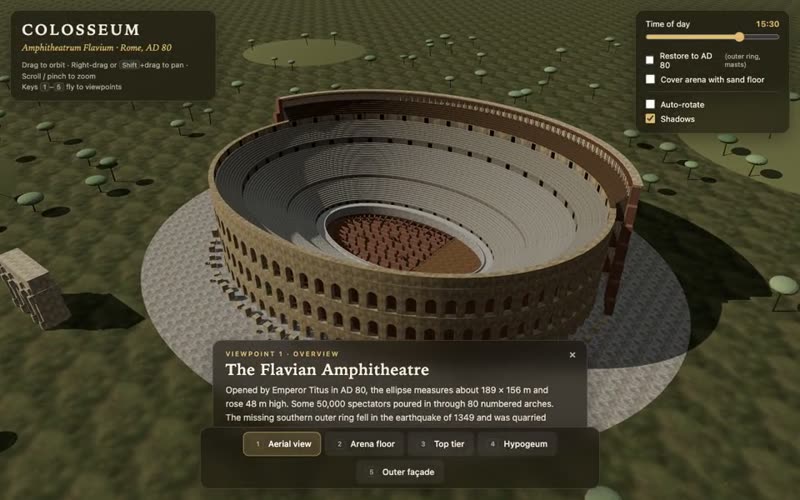 COLOSSEUM
Amphitheatrum Flavium · Rome, AD 80
Drag to orbit · Right-drag or Shift+drag to pan ·
Scroll / pinch to zoom
Keys 1–5 fly to viewpoints
Time of day 15:30
Restore to AD 80 (outer ring, masts)
Cover arena with sand floor
Auto-rotate
Shadows
VIEWPOINT 1 · OVERVIEW ×
The Flavian Amphitheatre
Opened by Emperor Titus in AD 80, the ellipse measures about 189 × 156 m and
rose 48 m high. Some 50,000 spectators poured in through 80 numbered arches.
The missing southern outer ring fell in the earthquake of 1349 and was quarried
1 Aerial view 2 Arena floor 3 Top tier 4 Hypogeum
5 Outer façade